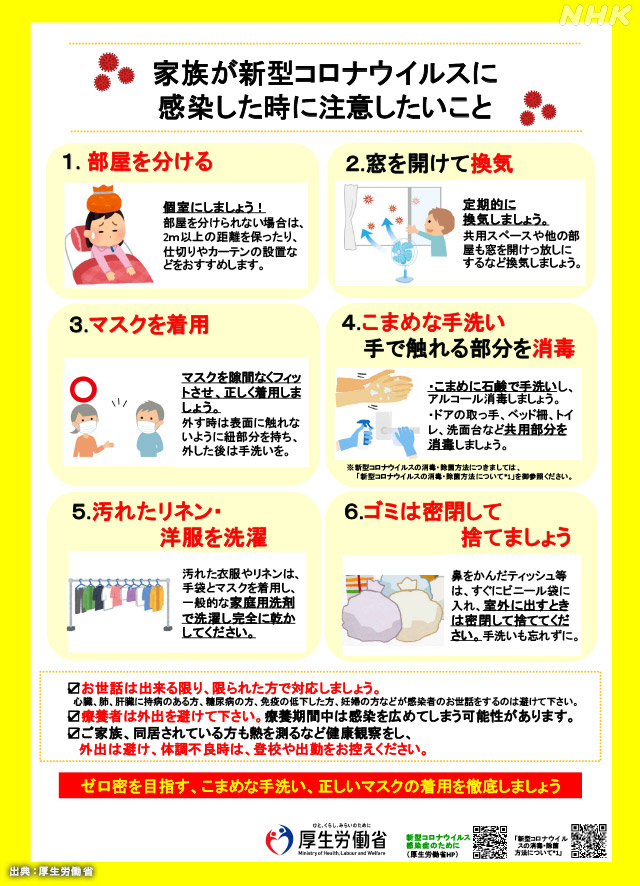 NHK
家族が新型コロナウイルスに
感染した時に注意したいこと
1. 部屋を分ける
個室にしましょう！
部屋を分けられない場合は、
2m以上の距離を保ったり、
仕切りやカーテンの設置な
どをおすすめします。
2.窓を開けて換気
定期的に
換気しましょう。
共用スペースや他の部
屋も窓を開けっ放しに
するなど換気しましょう。
3.マスクを着用
マスクを隙間なくフィッ
トさせ、正しく着用しま
しょう。
外す時は表面に触れな
いように紐部分を持ち、
外した後は手洗いを。
4.こまめな手洗い
手で触れる部分を消毒
・こまめに石鹸で手洗いし、
アルコール消毒しましょう。
・ドアの取っ手、ベッド柵、トイ
レ、洗面台など共用部分を
消毒しましょう。
※新型コロナウイルスの消毒・除菌方法につきましては、
「新型コロナウイルスの消毒・除菌方法について*1」を御参照ください。
5.汚れたリネン・
洋服を洗濯
汚れた衣服やリネンは、
手袋とマスクを着用し、
一般的な家庭用洗剤
で洗濯し完全に乾か
してください。
6.ゴミは密閉して
捨てましょう
鼻をかんだティッシュ等
は、すぐにビニール袋に
入れ、室外に出すとき
は密閉して捨ててくだ
さい。手洗いも忘れずに。
☑お世話は出来る限り、限られた方で対応しましょう。
心臓、肺、肝臓に持病のある方、糖尿病の方、免疫の低下した方、妊婦の方などが感染者のお世話をするのは避けて下さい。
☑療養者は外出を避けて下さい。療養期間中は感染を広めてしまう可能性があります。
☑ご家族、同居されている方も熱を測るなど健康観察をし、
外出は避け、体調不良時は、登校や出勤をお控えください。
ゼロ密を目指す、こまめな手洗い、正しいマスクの着用を徹底しましょう
ひと、くらし、みらいのために
厚生労働省
Ministry of Health, Labour and Welfare
新型コロナウイルス
感染症のために
(厚生労働省HP)
「新型コロナウイル
スの消毒・除菌
方法について*1」
出典：厚生労働省